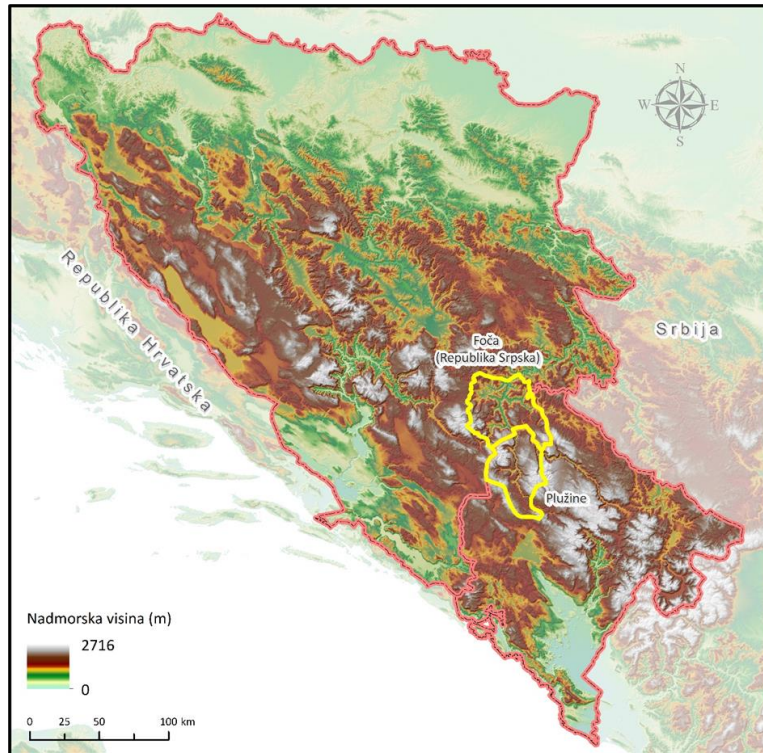 N
W E
S
Republika Hrvatska
Srbija
Foča
(Republika Srpska)
Plužine
Nadmorska visina (m)
2716
0
0 25 50 100 km